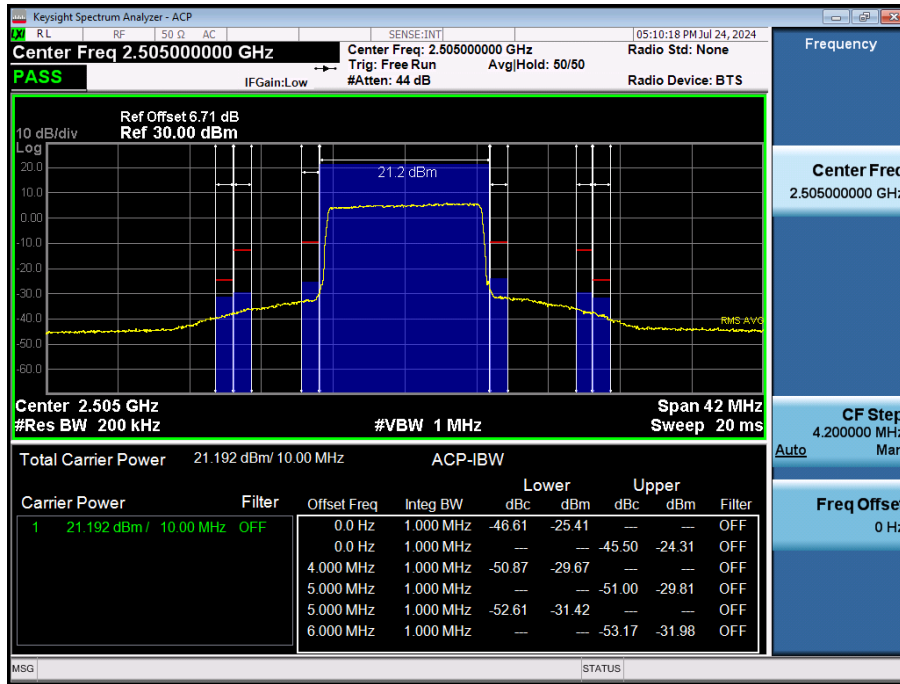 Keysight Spectrum Analyzer - ACP
LXI RL RF 50 Ω AC SENSE:INT 05:10:18 PM Jul 24, 2024
Center Freq 2.505000000 GHz
Center Freq: 2.505000000 GHz Radio Std: None
Trig: Free Run Avg|Hold: 50/50
PASS IFGain:Low #Atten: 44 dB Radio Device: BTS
Ref Offset 6.71 dB
10 dB/div Ref 30.00 dBm
Log
20.0
10.0
0.00
-10.0
-20.0
-30.0
-40.0
-50.0
-60.0
21.2 dBm
RMS AVG
Center 2.505 GHz Span 42 MHz
#Res BW 200 kHz #VBW 1 MHz Sweep 20 ms
Total Carrier Power 21.192 dBm/ 10.00 MHz ACP-IBW
Lower Upper
Carrier Power Filter Offset Freq Integ BW dBc dBm dBc dBm Filter
1 21.192 dBm / 10.00 MHz OFF 0.0 Hz 1.000 MHz -46.61 -25.41 --- --- OFF
0.0 Hz 1.000 MHz --- --- -45.50 -24.31 OFF
4.000 MHz 1.000 MHz -50.87 -29.67 --- --- OFF
5.000 MHz 1.000 MHz --- --- -51.00 -29.81 OFF
5.000 MHz 1.000 MHz -52.61 -31.42 --- --- OFF
6.000 MHz 1.000 MHz --- --- -53.17 -31.98 OFF
MSG STATUS
Frequency
Center Freq
2.505000000 GHz
CF Step
4.200000 MHz
Auto Man
Freq Offset
0 Hz